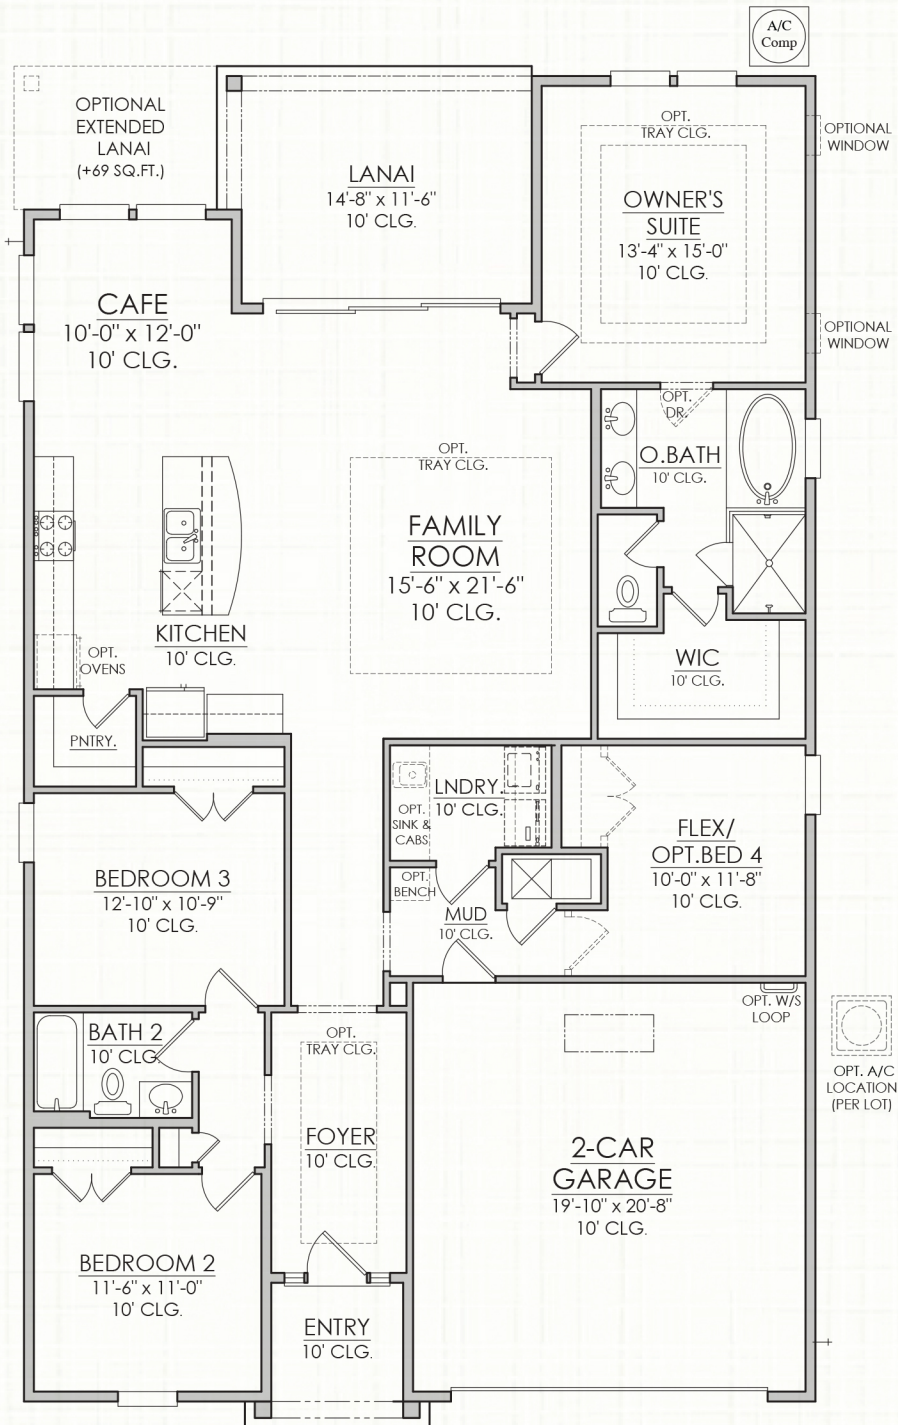 A/C
Comp
OPTIONAL
EXTENDED
LANAI
(+69 SQ.FT.)
LANAI
14'-8" x 11'-6"
10' CLG.
OPT.
TRAY CLG.
OWNER'S
SUITE
13'-4" x 15'-0"
10' CLG.
OPTIONAL
WINDOW
OPTIONAL
WINDOW
CAFE
10'-0" x 12'-0"
10' CLG.
OPT.
DR.
O.BATH
10' CLG.
OPT.
TRAY CLG.
FAMILY
ROOM
15'-6" x 21'-6"
10' CLG.
KITCHEN
10' CLG.
OPT.
OVENS
WIC
10' CLG.
PNTRY.
LNDRY.
10' CLG.
OPT.
SINK &
CABS
FLEX/
OPT.BED 4
10'-0" x 11'-8"
10' CLG.
BEDROOM 3
12'-10" x 10'-9"
10' CLG.
OPT.
BENCH
MUD
10' CLG.
OPT. W/S
LOOP
BATH 2
10' CLG
OPT.
TRAY CLG.
OPT. A/C
LOCATION
(PER LOT)
FOYER
10' CLG.
2-CAR
GARAGE
19'-10" x 20'-8"
10' CLG.
BEDROOM 2
11'-6" x 11'-0"
10' CLG.
ENTRY
10' CLG.